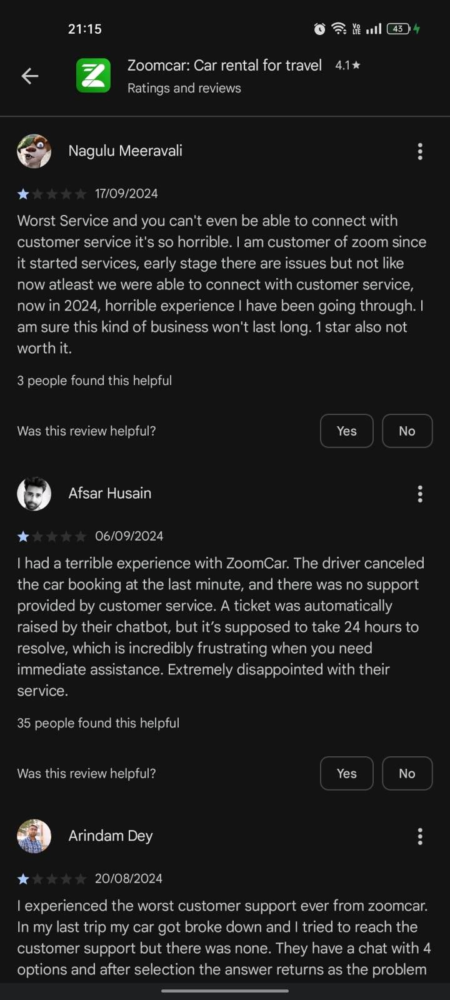 21:15
Vo
LTE
43
Zoomcar: Car rental for travel 4.1★
Ratings and reviews
Nagulu Meeravali
17/09/2024
Worst Service and you can't even be able to connect with
customer service it's so horrible. I am customer of zoom since
it started services, early stage there are issues but not like
now atleast we were able to connect with customer service,
now in 2024, horrible experience I have been going through. I
am sure this kind of business won't last long. 1 star also not
worth it.
3 people found this helpful
Was this review helpful? Yes No
Afsar Husain
06/09/2024
I had a terrible experience with ZoomCar. The driver canceled
the car booking at the last minute, and there was no support
provided by customer service. A ticket was automatically
raised by their chatbot, but it’s supposed to take 24 hours to
resolve, which is incredibly frustrating when you need
immediate assistance. Extremely disappointed with their
service.
35 people found this helpful
Was this review helpful? Yes No
Arindam Dey
20/08/2024
I experienced the worst customer support ever from zoomcar.
In my last trip my car got broke down and I tried to reach the
customer support but there was none. They have a chat with 4
options and after selection the answer returns as the problem